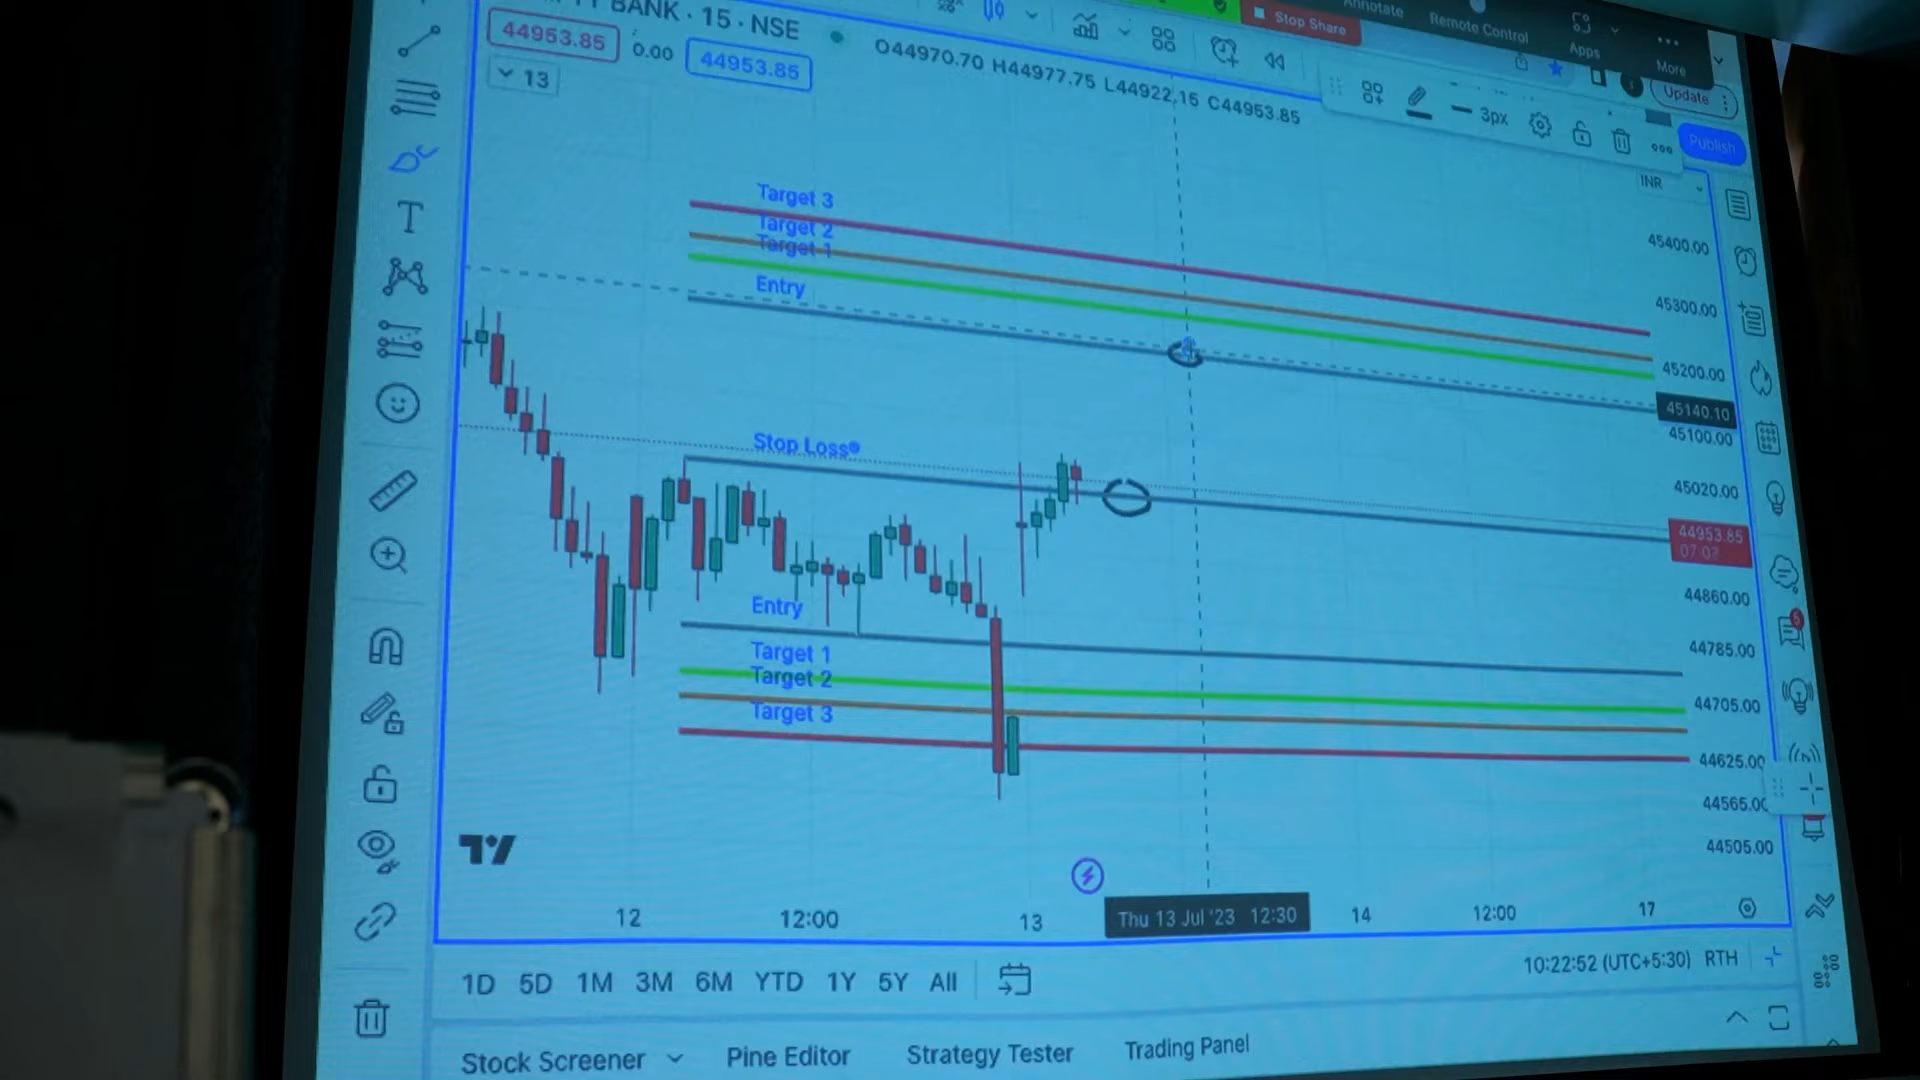 BANK · 15 · NSE
44953.85 0.00 44953.85
O44970.70 H44977.75 L44922.15 C44953.85
13
Stop Share
Annotate
Remote Control
Apps
More
Update
3px
Publish
INR
Target 3
Target 2
Target 1
Entry
Stop Loss
Entry
Target 1
Target 2
Target 3
45400.00
45300.00
45200.00
45140.10
45100.00
45020.00
44953.85
07:07
44860.00
44785.00
5
44705.00
44625.00
44565.00
44505.00
12 12:00 13 Thu 13 Jul '23 12:30 14 12:00 17
1D 5D 1M 3M 6M YTD 1Y 5Y All
10:22:52 (UTC+5:30) RTH
Stock Screener Pine Editor Strategy Tester Trading Panel